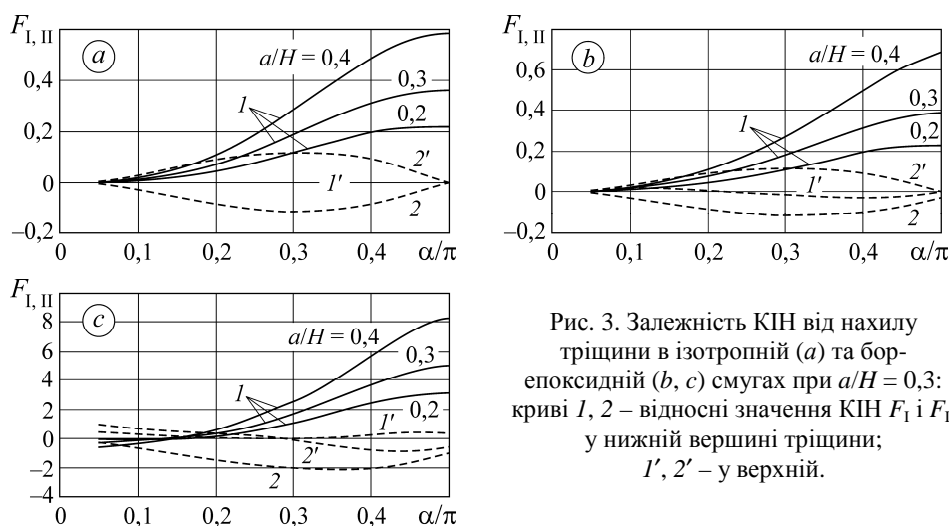 F I, II
a
a/H = 0,4
0,4
0,3
1
0,2
0,2
2′
0
1′
2
–0,2
0 0,1 0,2 0,3 0,4 α/π
F I, II
b
a/H = 0,4
0,6
0,4
0,3
1
0,2
0,2
2′
0
1′
2
–0,2
0 0,1 0,2 0,3 0,4 α/π
F I, II
8
c
a/H = 0,4
6
0,3
4
1
2
0,2
1′
0
2′
–2
2
–4
0 0,1 0,2 0,3 0,4 α/π
Рис. 3. Залежність КІН від нахилу
тріщини в ізотропній (a) та бор-
епоксидній (b, c) смугах при a/H = 0,3:
криві 1, 2 – відносні значення КІН F I і F I
у нижній вершині тріщини;
1′, 2′ – у верхній.